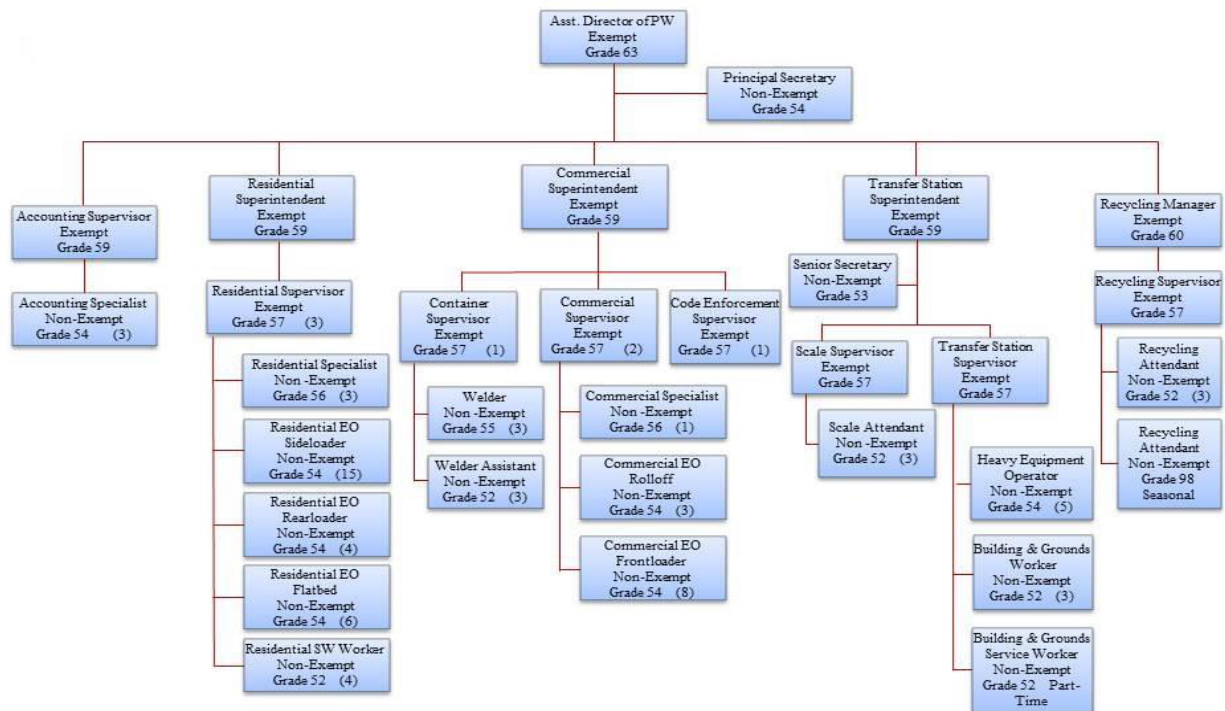 Asst. Director of PW
Exempt
Grade 63
Principal Secretary
Non-Exempt
Grade 54
Accounting Supervisor
Exempt
Grade 59
Accounting Specialist
Non-Exempt
Grade 54 (3)
Residential
Superintendent
Exempt
Grade 59
Residential Supervisor
Exempt
Grade 57 (3)
Residential Specialist
Non-Exempt
Grade 56 (3)
Residential EO
Sideloader
Non-Exempt
Grade 54 (15)
Residential EO
Rearloader
Non-Exempt
Grade 54 (4)
Residential EO
Flatbed
Non-Exempt
Grade 54 (6)
Residential SW Worker
Non-Exempt
Grade 52 (4)
Commercial
Superintendent
Exempt
Grade 59
Container
Supervisor
Exempt
Grade 57 (1)
Welder
Non-Exempt
Grade 55 (3)
Welder Assistant
Non-Exempt
Grade 52 (3)
Commercial
Supervisor
Exempt
Grade 57 (2)
Commercial Specialist
Non-Exempt
Grade 56 (1)
Commercial EO
Rolloff
Non-Exempt
Grade 54 (3)
Commercial EO
Frontloader
Non-Exempt
Grade 54 (8)
Code Enforcement
Supervisor
Exempt
Grade 57 (1)
Transfer Station
Superintendent
Exempt
Grade 59
Senior Secretary
Non-Exempt
Grade 53
Scale Supervisor
Exempt
Grade 57
Scale Attendant
Non-Exempt
Grade 52 (3)
Transfer Station
Supervisor
Exempt
Grade 57
Heavy Equipment
Operator
Non-Exempt
Grade 54 (5)
Building & Grounds
Worker
Non-Exempt
Grade 52 (3)
Building & Grounds
Service Worker
Non-Exempt
Grade 52 Part-
Time
Recycling Manager
Exempt
Grade 60
Recycling Supervisor
Exempt
Grade 57
Recycling
Attendant
Non-Exempt
Grade 52 (3)
Recycling
Attendant
Non-Exempt
Grade 98
Seasonal